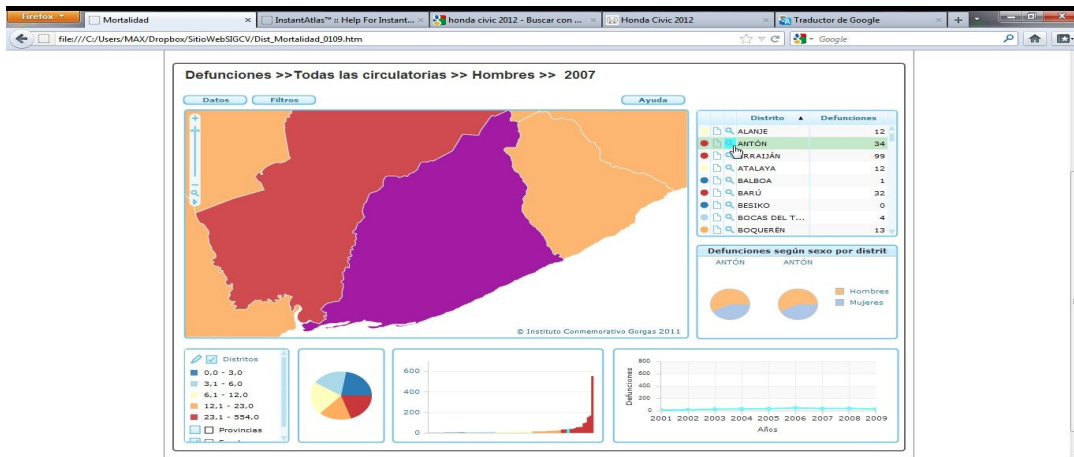 Firefox
Mortalidad
InstantAtlas™ :: Help For Instant...
honda civic 2012 - Buscar con ...
Honda Civic 2012
Traductor de Google
file:///C:/Users/MAX/Dropbox/SitioWebSIGCV/Dist_Mortalidad_0109.htm
Google
Defunciones >>Todas las circulatorias >> Hombres >> 2007
Datos
Filtros
Ayuda
Distrito ▲ Defunciones
ALANJE 12
ANTÓN 34
RRAIJÁN 99
ATALAYA 12
BALBOA 1
BARÚ 32
BESIKO 0
BOCAS DEL T... 4
BOQUERÉN 13
© Instituto Conmemorativo Gorgas 2011
Defunciones según sexo por distrit
ANTÓN ANTÓN
Hombres
Mujeres
Distritos
0,0 - 3,0
3,1 - 6,0
6,1 - 12,0
12,1 - 23,0
23,1 - 554,0
Provincias
600
400
200
0
Defunciones
800
600
400
200
0
2001 2002 2003 2004 2005 2006 2007 2008 2009
Años